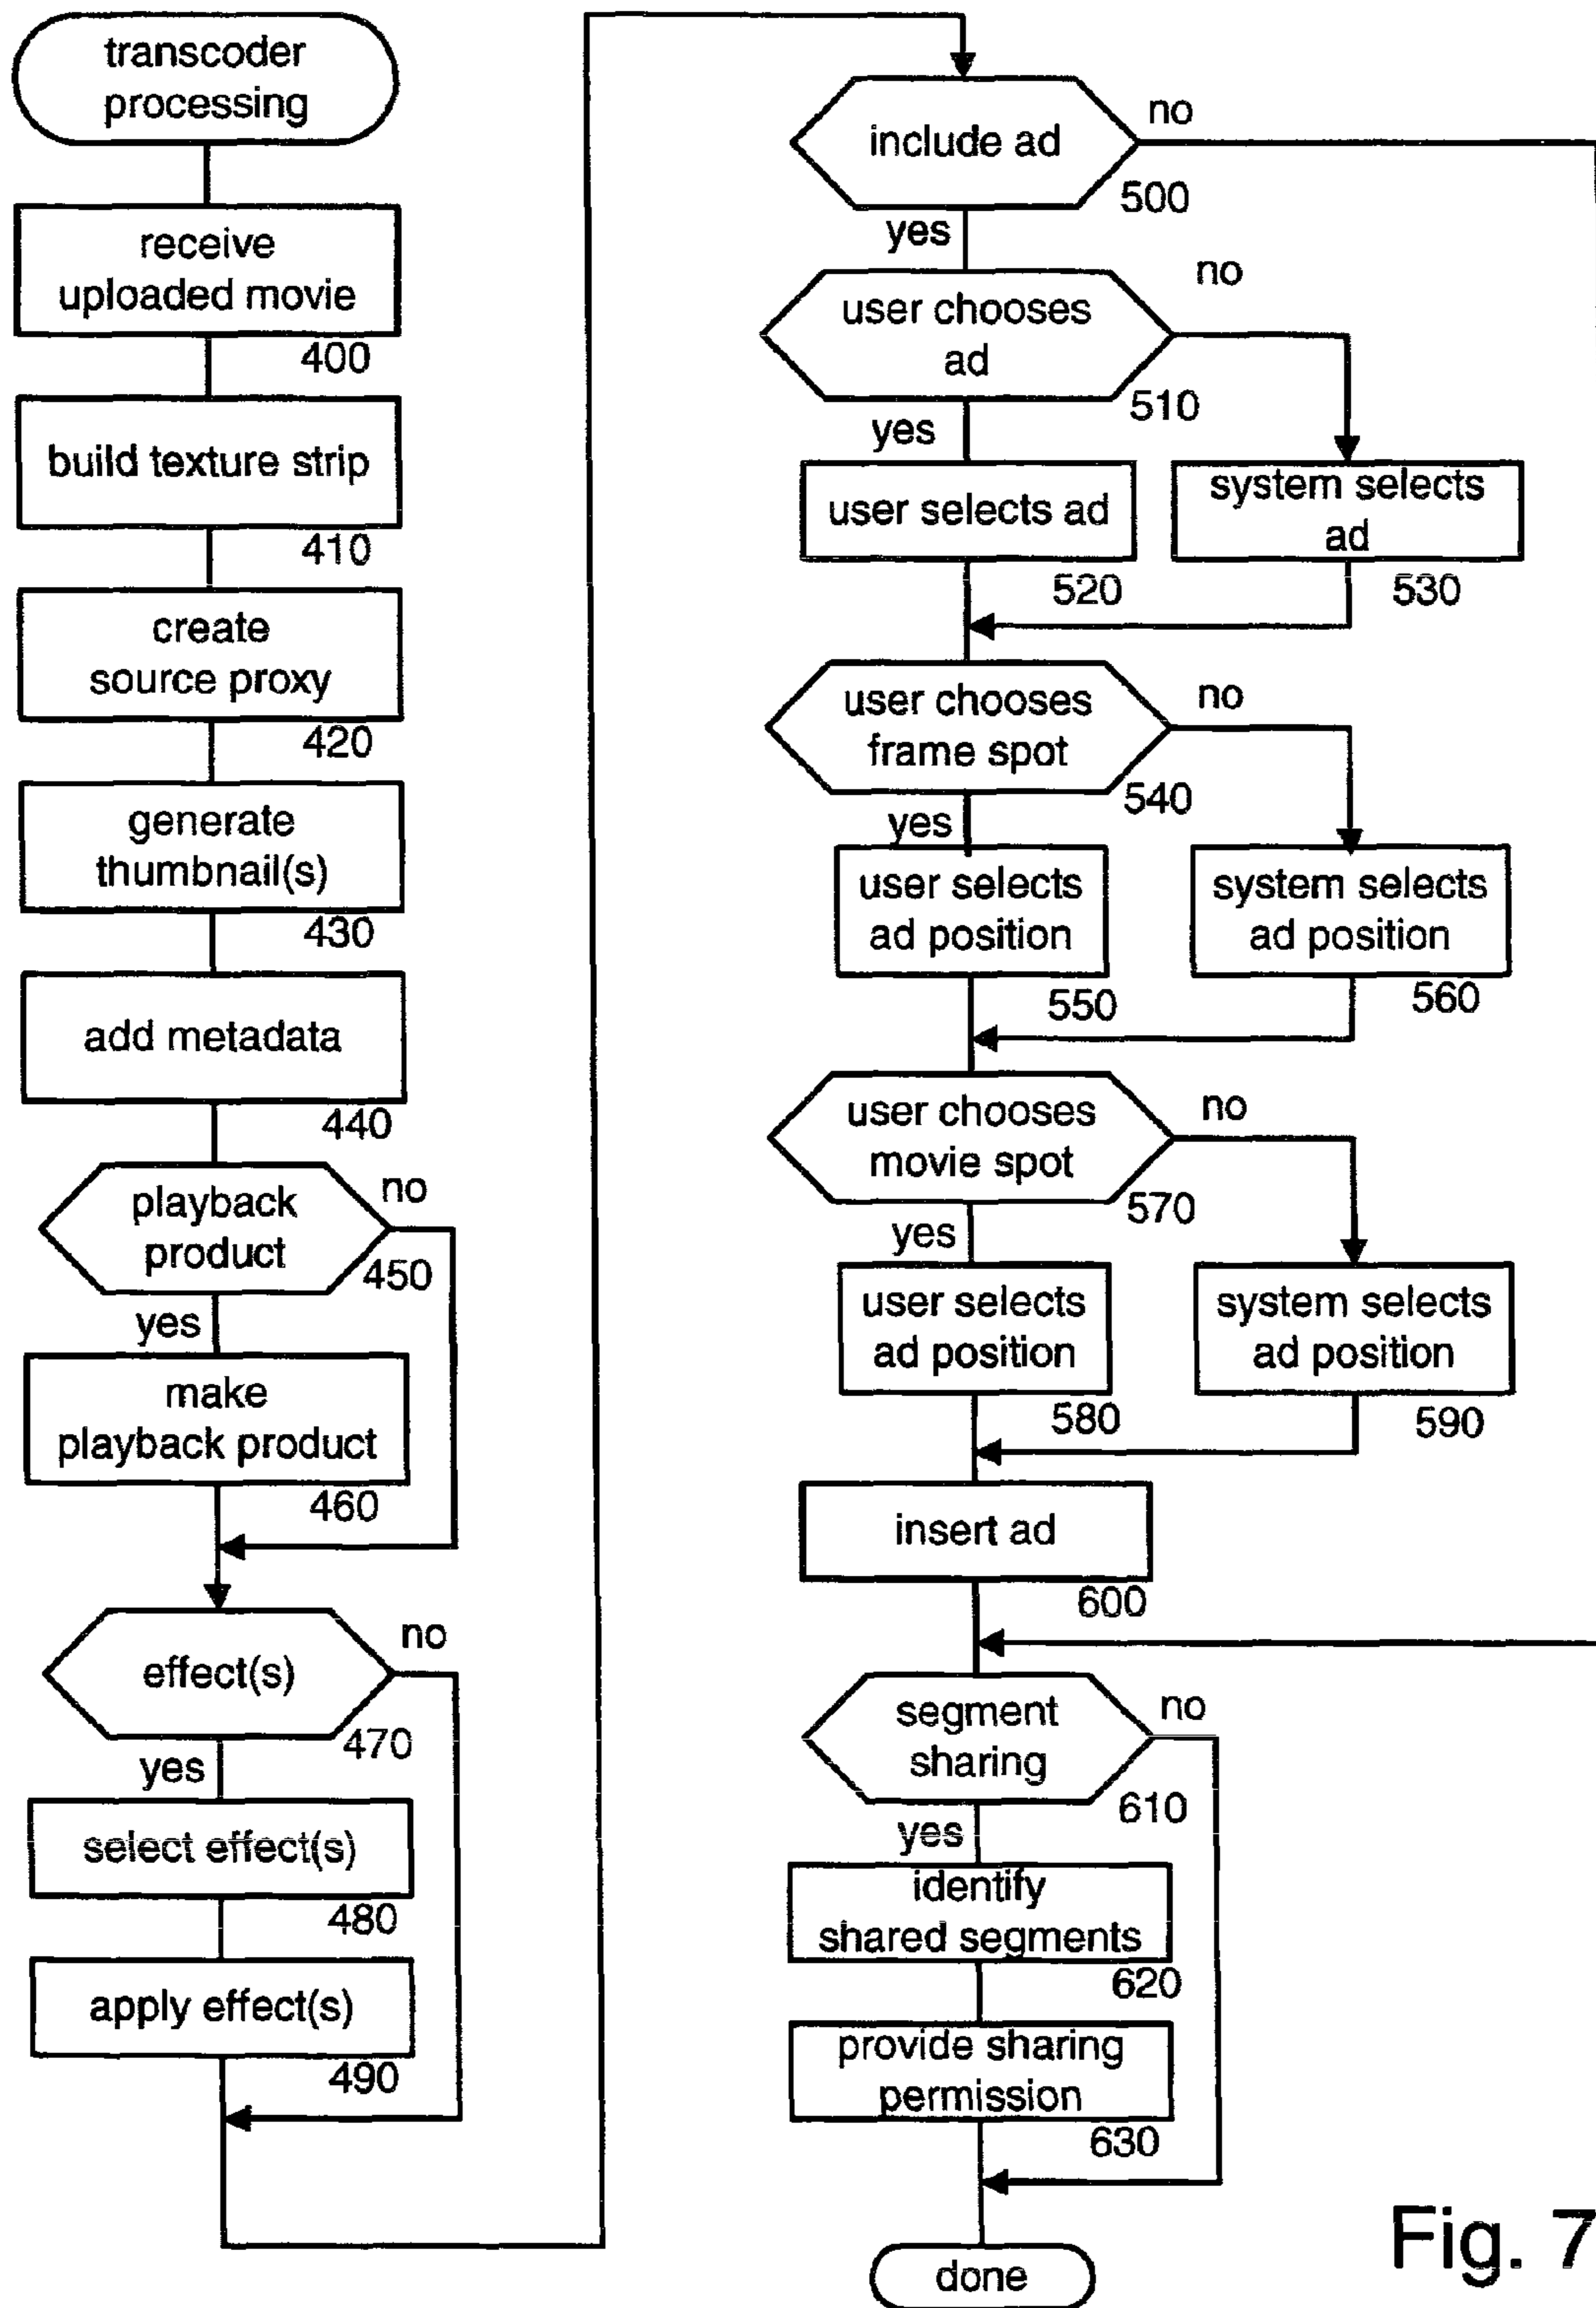 transcoder
processing
receive
uploaded movie
400
build texture strip
410
create
source proxy
420
generate
thumbnail(s)
430
add metadata
440
playback
product
no
450
yes
make
playback product
460
effect(s)
no
470
yes
select effect(s)
480
apply effect(s)
490
include ad
no
500
yes
user chooses
ad
no
510
yes
user selects ad
520
system selects
ad
530
user chooses
frame spot
no
540
yes
user selects
ad position
550
system selects
ad position
560
user chooses
movie spot
no
570
yes
user selects
ad position
580
system selects
ad position
590
insert ad
600
segment
sharing
no
610
yes
identify
shared segments
620
provide sharing
permission
630
done
Fig. 7